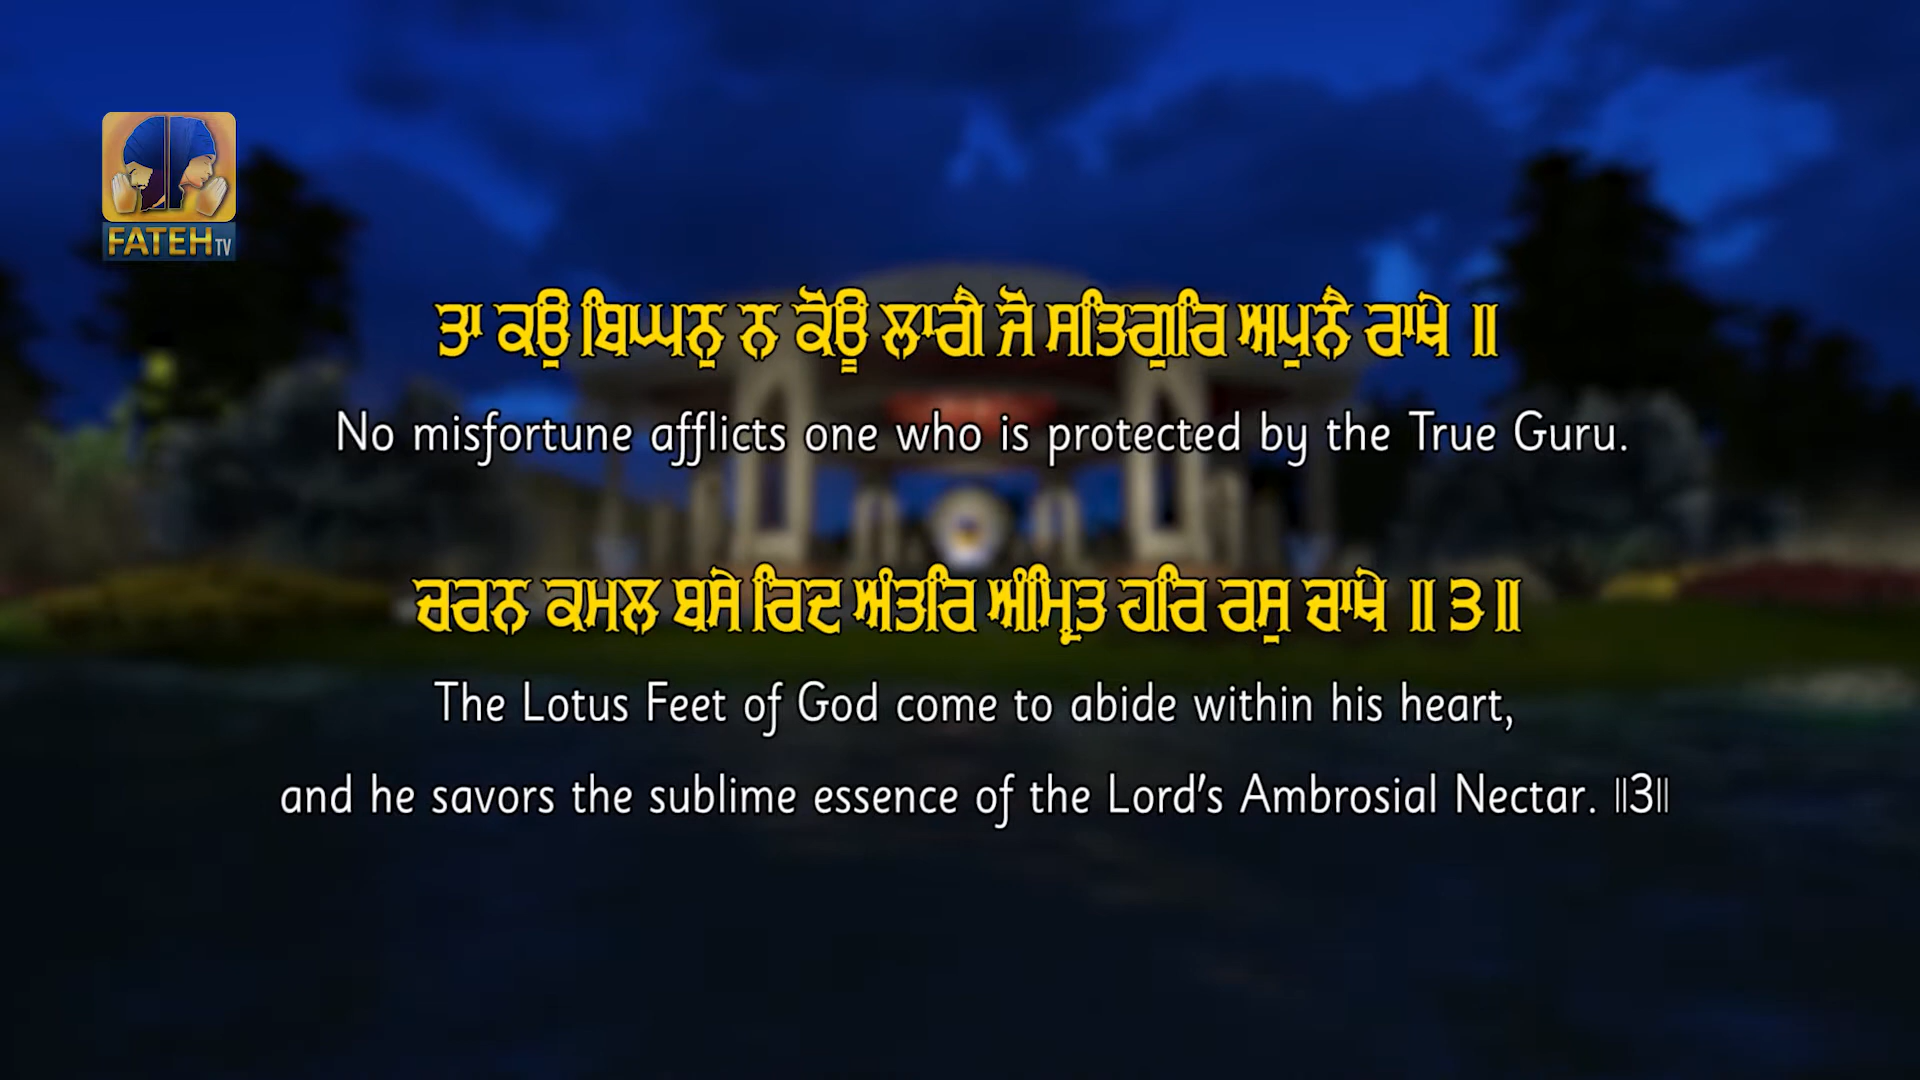 FATEH TV
ਤਾ ਕਉ ਬਿਘਨੁ ਨ ਕੋਊ ਲਾਗੈ ਜੋ ਸਤਿਗੁਰਿ ਅਪੁਨੈ ਰਾਖੇ ॥
No misfortune afflicts one who is protected by the True Guru.
ਚਰਨ ਕਮਲ ਬਸੇ ਰਿਦ ਅੰਤਰਿ ਅੰਮ੍ਰਿਤ ਹਰਿ ਰਸੁ ਚਾਖੇ ॥੩॥
The Lotus Feet of God come to abide within his heart,
and he savors the sublime essence of the Lord's Ambrosial Nectar. ॥3॥